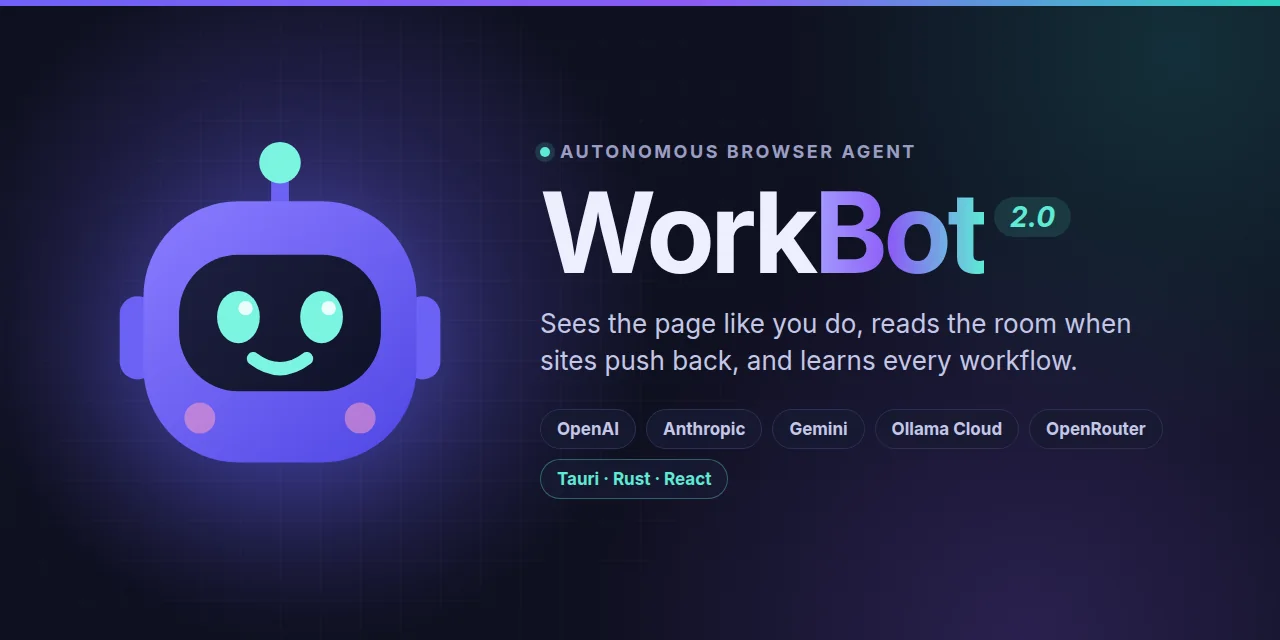 AUTONOMOUS BROWSER AGENT
WorkBot 2.0
Sees the page like you do, reads the room when
sites push back, and learns every workflow.
OpenAI Anthropic Gemini Ollama Cloud OpenRouter
Tauri · Rust · React